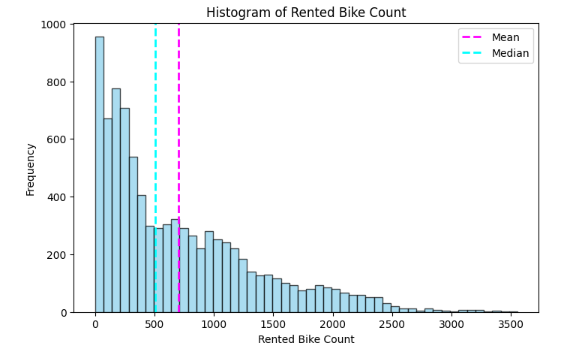 Histogram of Rented Bike Count
1000
800
600
400
200
0
Frequency
Mean
Median
0 500 1000 1500 2000 2500 3000 3500
Rented Bike Count